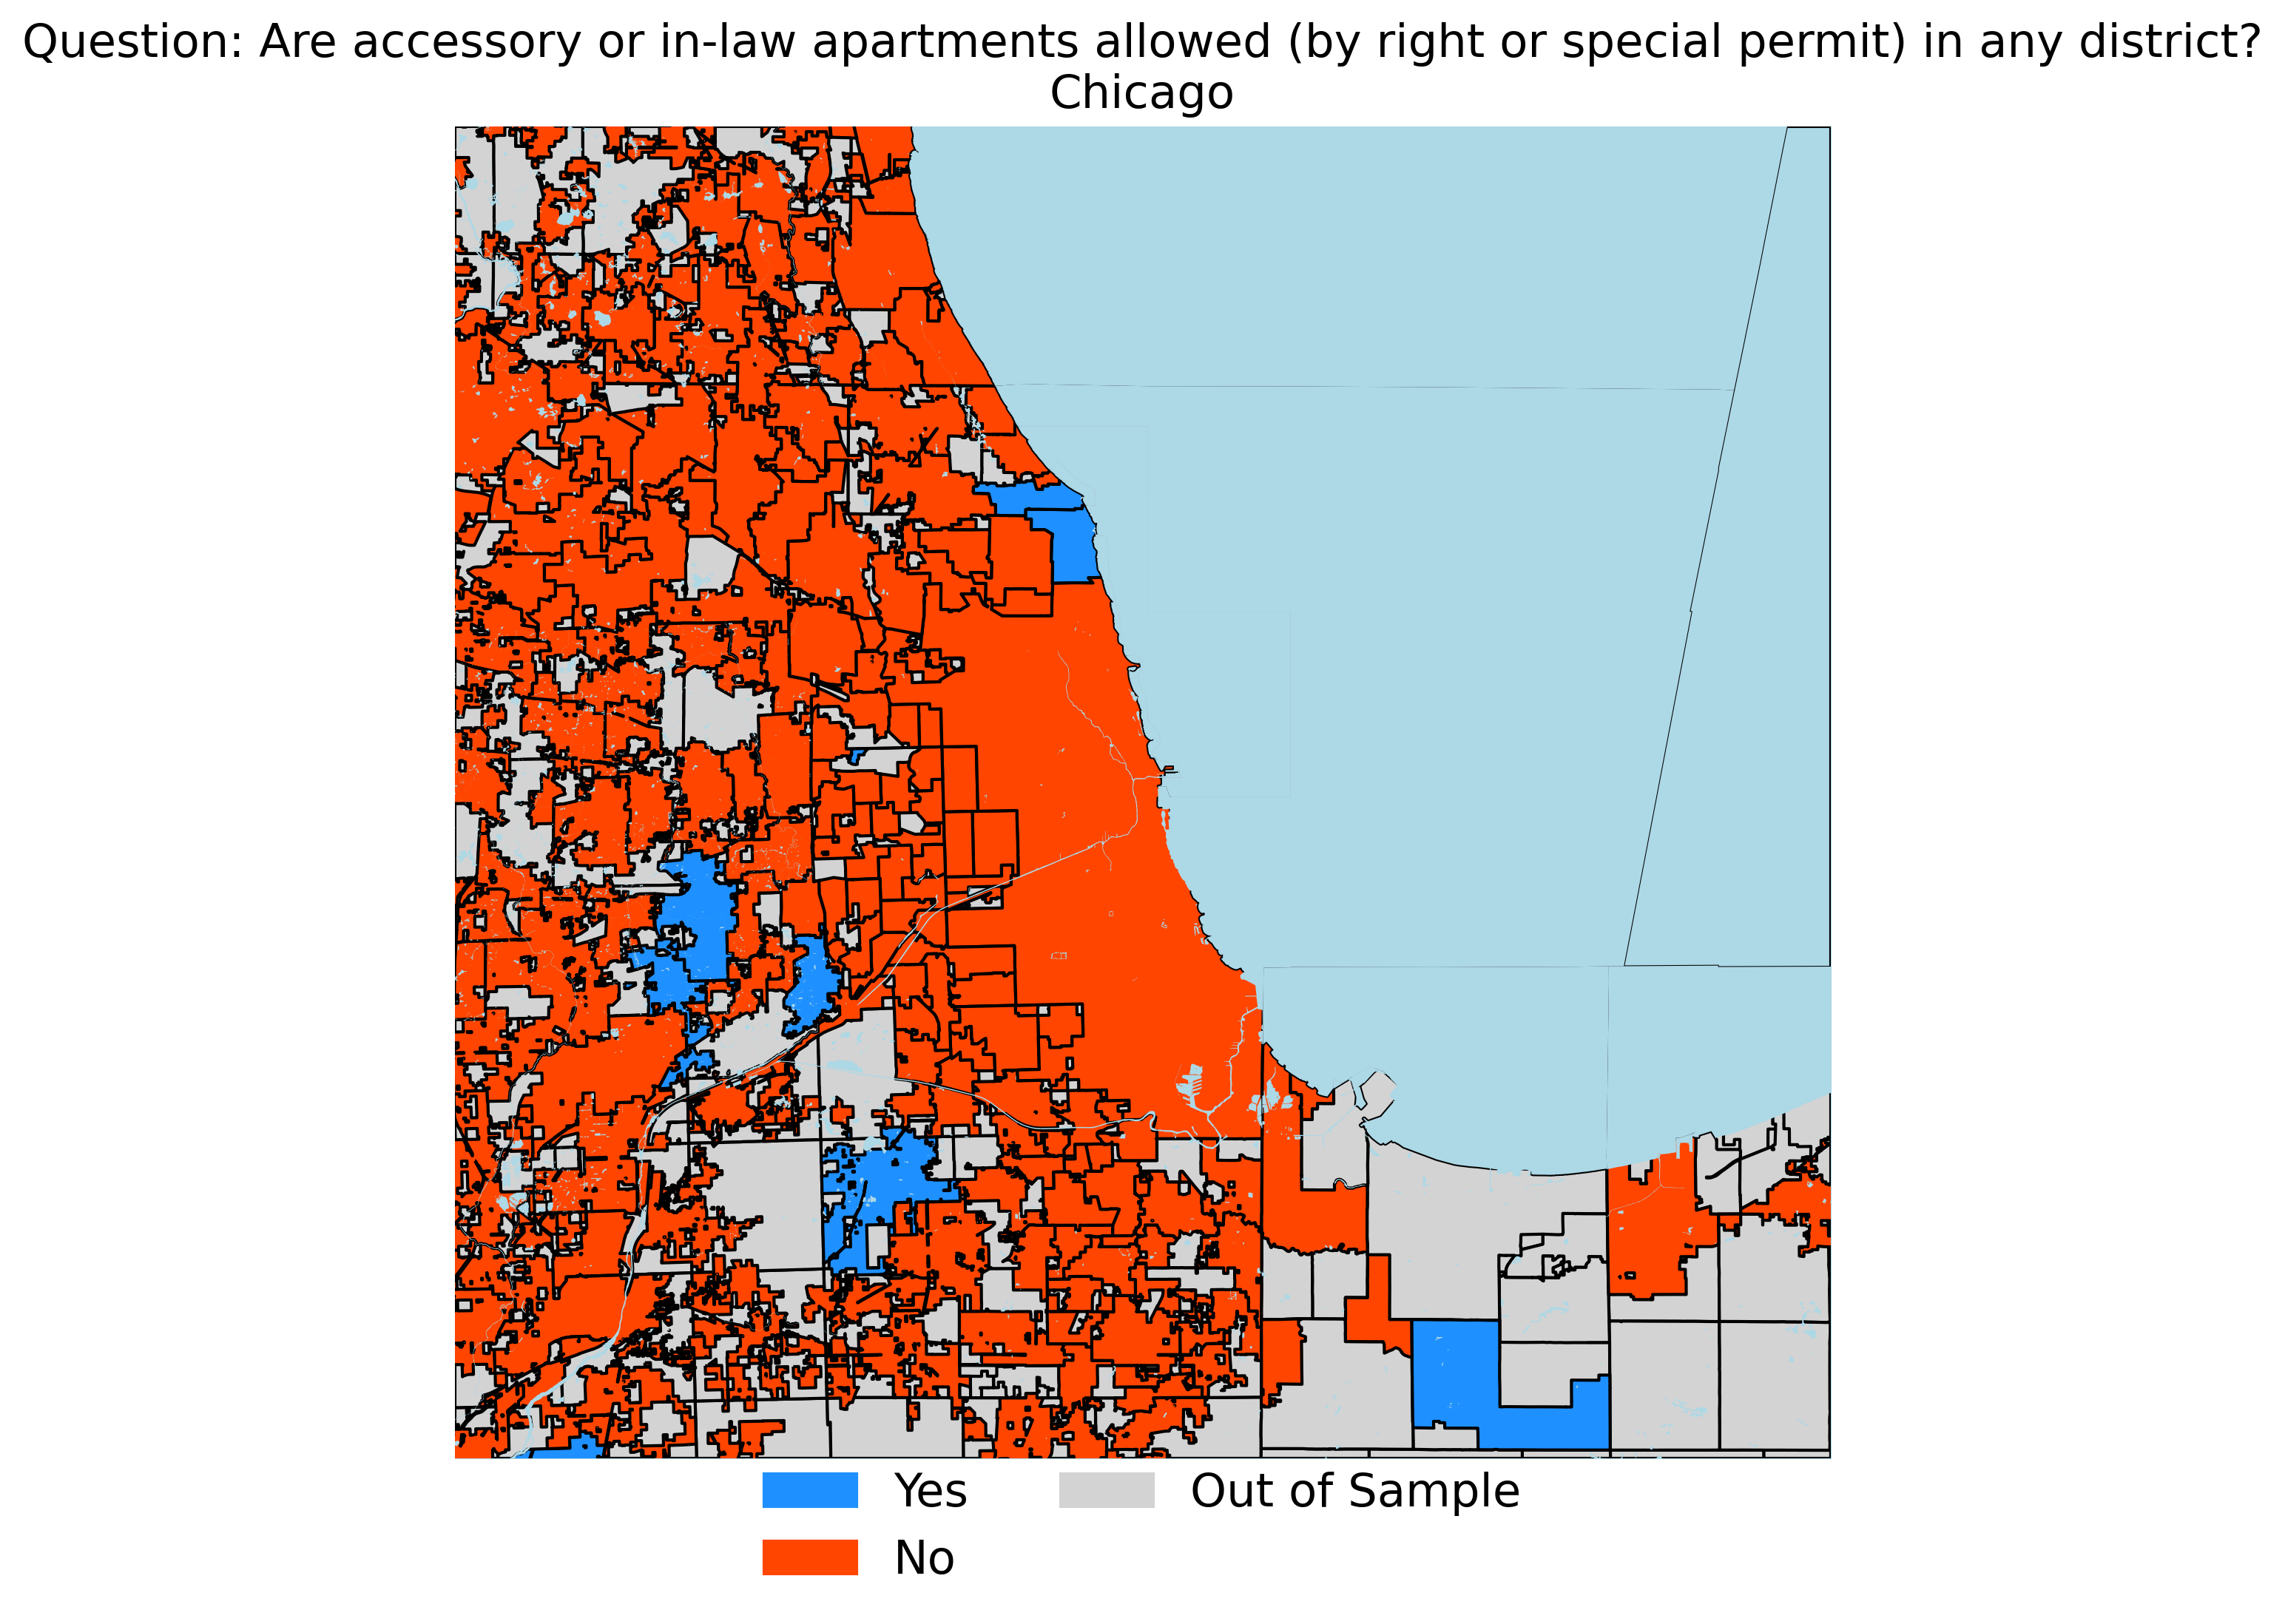 Question: Are accessory or in-law apartments allowed (by right or special permit) in any district?
Chicago
Yes
Out of Sample
No